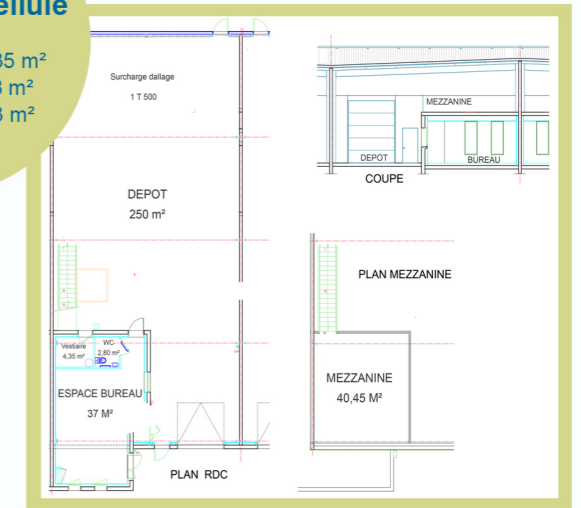 Surcharge dallage
1 T 500
DEPOT
250 m²
Vestiaire
4,35 m²
WC
2,80 m²
ESPACE BUREAU
37 M²
PLAN RDC
MEZZANINE
DEPOT
BUREAU
COUPE
PLAN MEZZANINE
MEZZANINE
40,45 M²